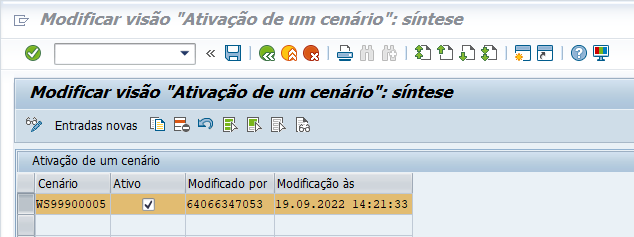 Modificar visão "Ativação de um cenário": síntese
Modificar visão "Ativação de um cenário": síntese
Entradas novas
Ativação de um cenário
Cenário Ativo Modificado por Modificação às
WS99900005 64066347053 19.09.2022 14:21:33